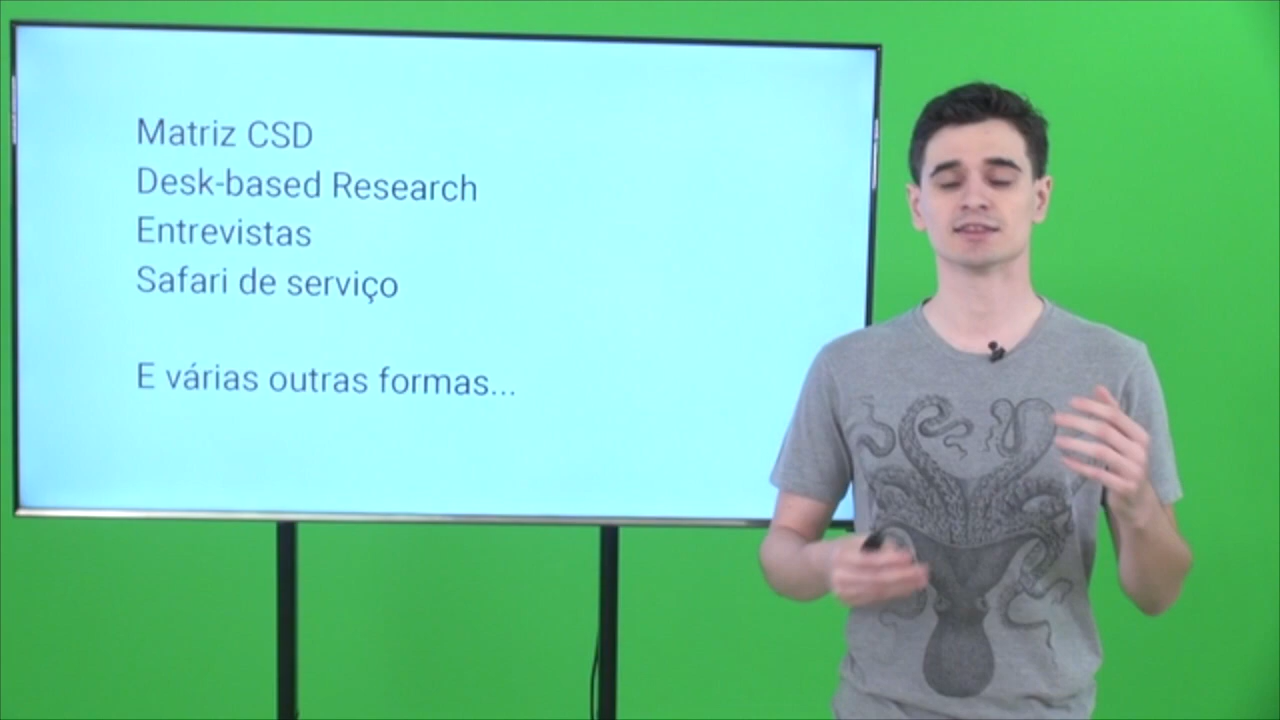 Matriz CSD
Desk-based Research
Entrevistas
Safari de serviço
E várias outras formas...